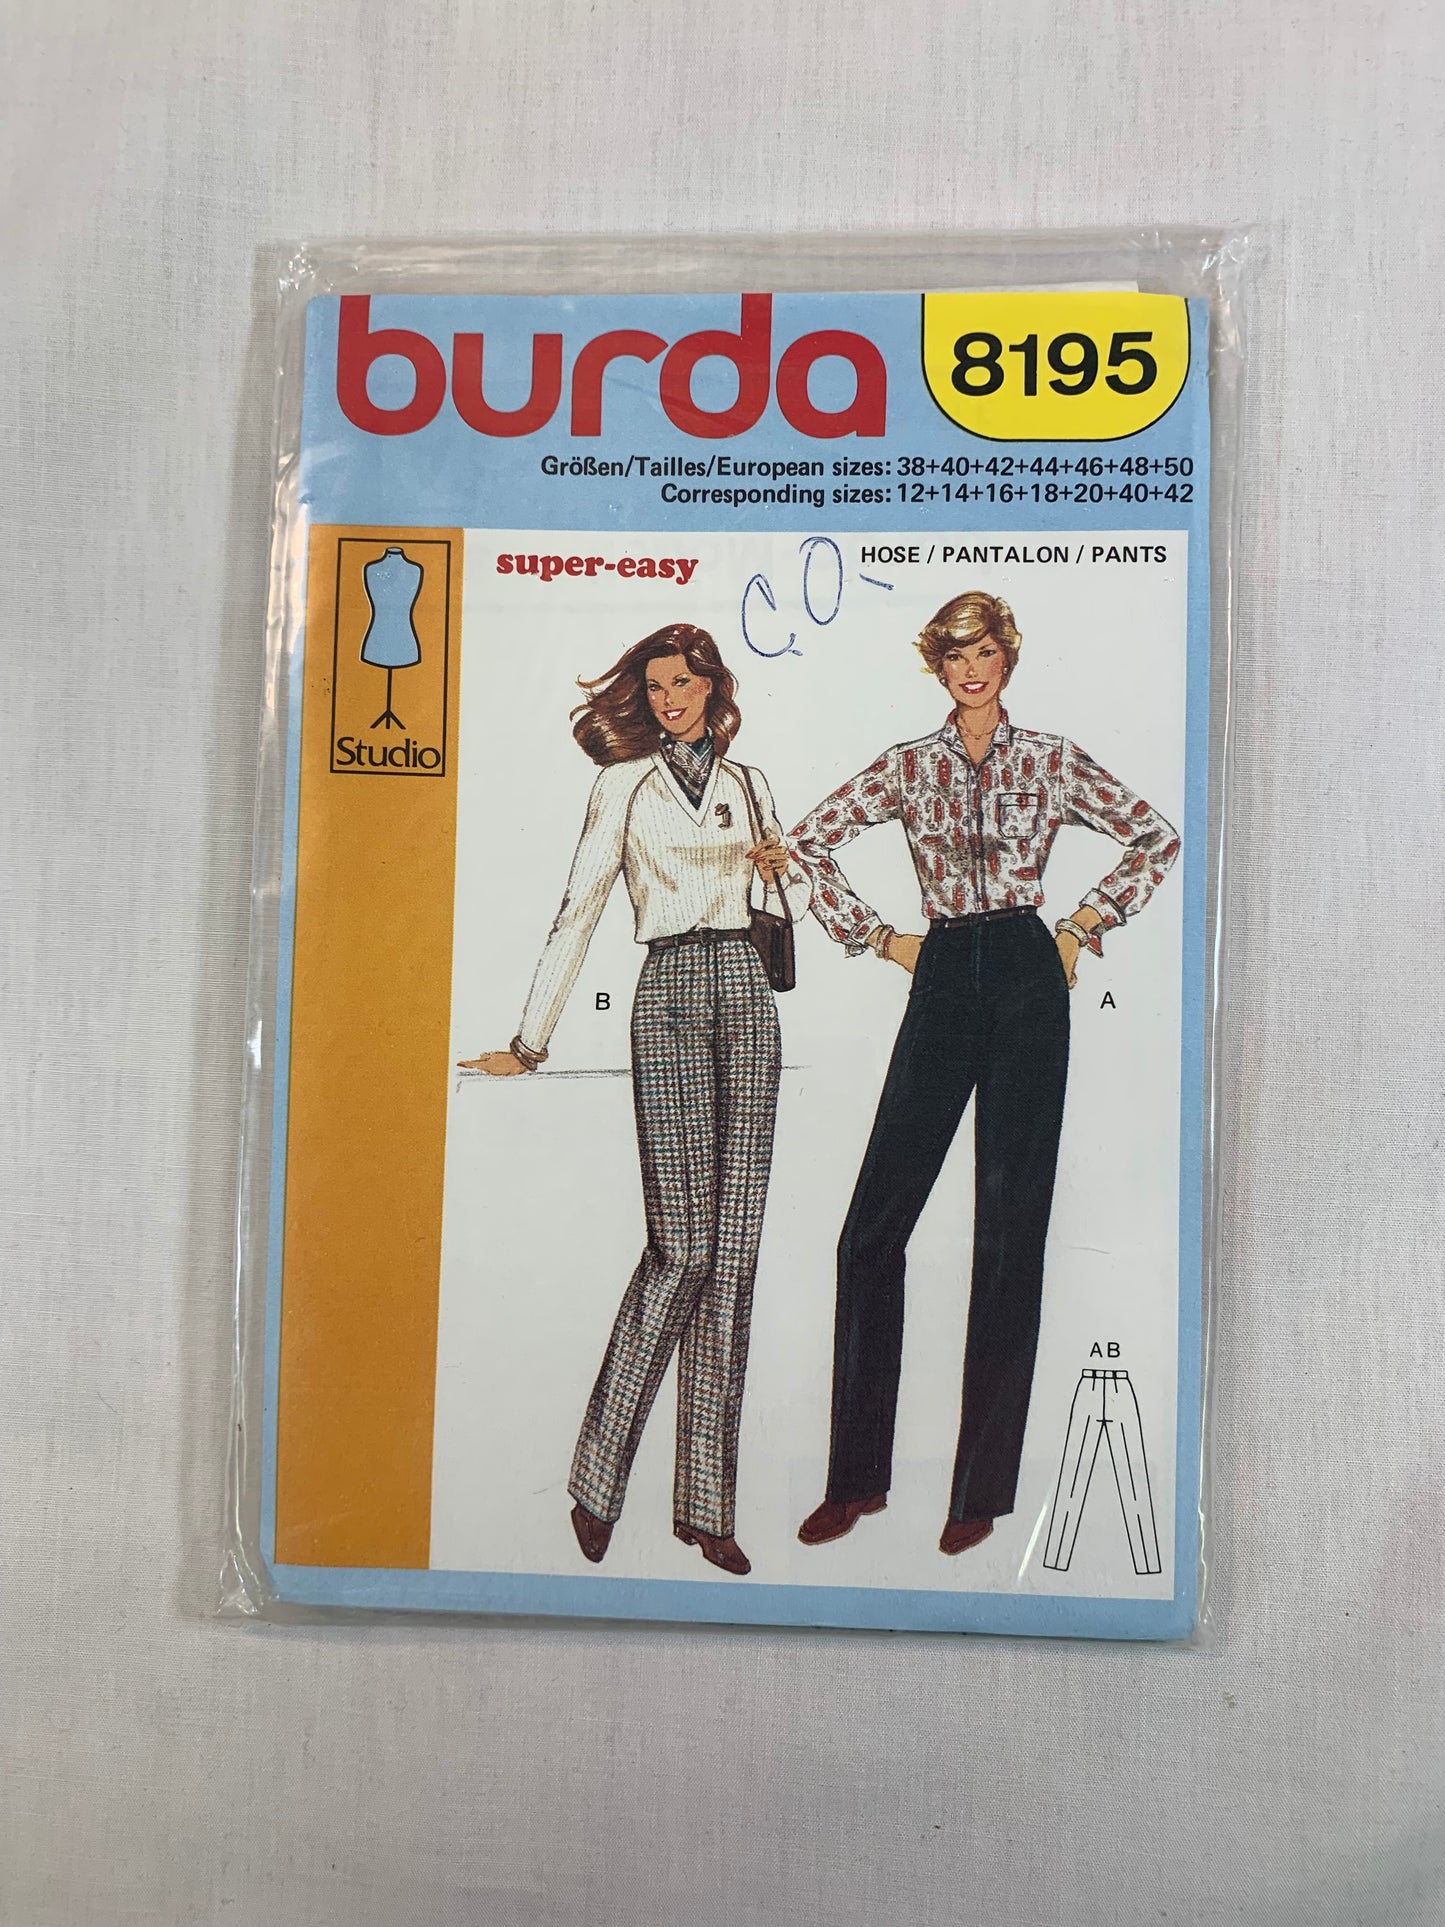 burda
8195
Größen/Tailles/European sizes: 38+40+42+44+46+48+50
Corresponding sizes: 12+14+16+18+20+40+42
Studio
super-easy
C.O-
HOSE / PANTALON / PANTS
B
A
AB